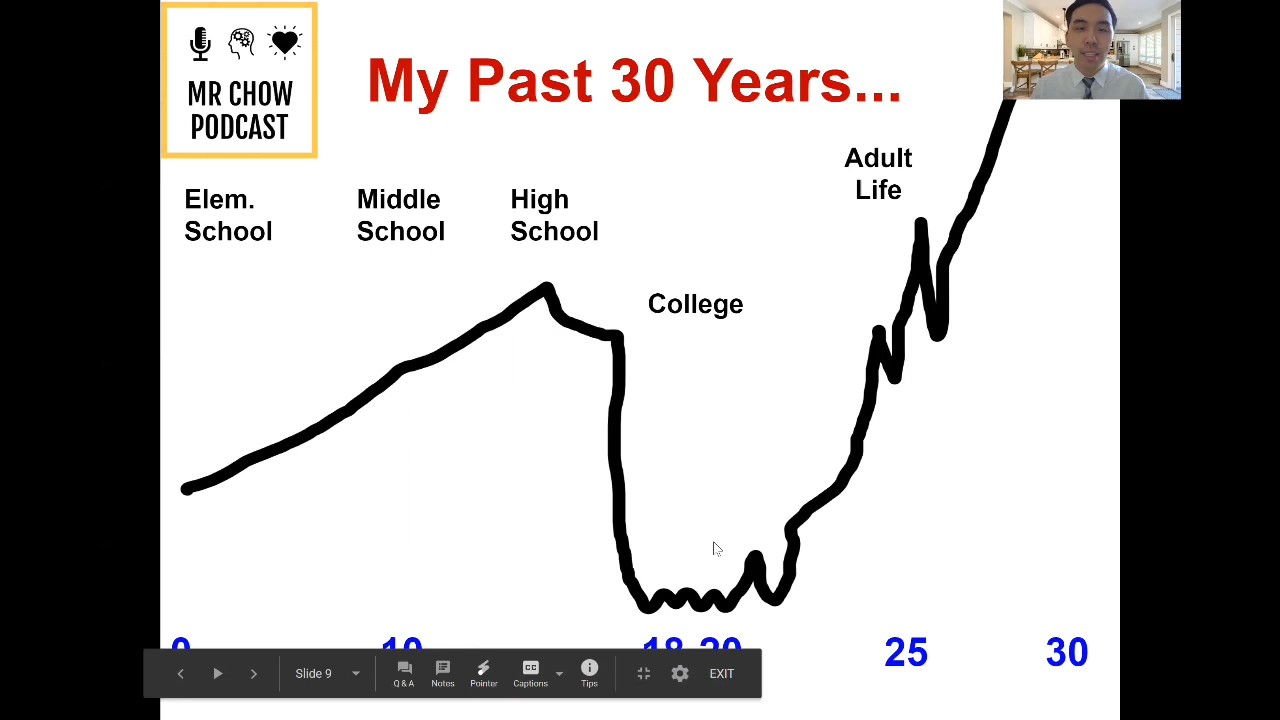 MR CHOW
PODCAST
My Past 30 Years...
Elem.
School
Middle
School
High
School
College
Adult
Life
25
30
Slide 9
Q & A
Notes
Pointer
CC
Captions
Tips
EXIT